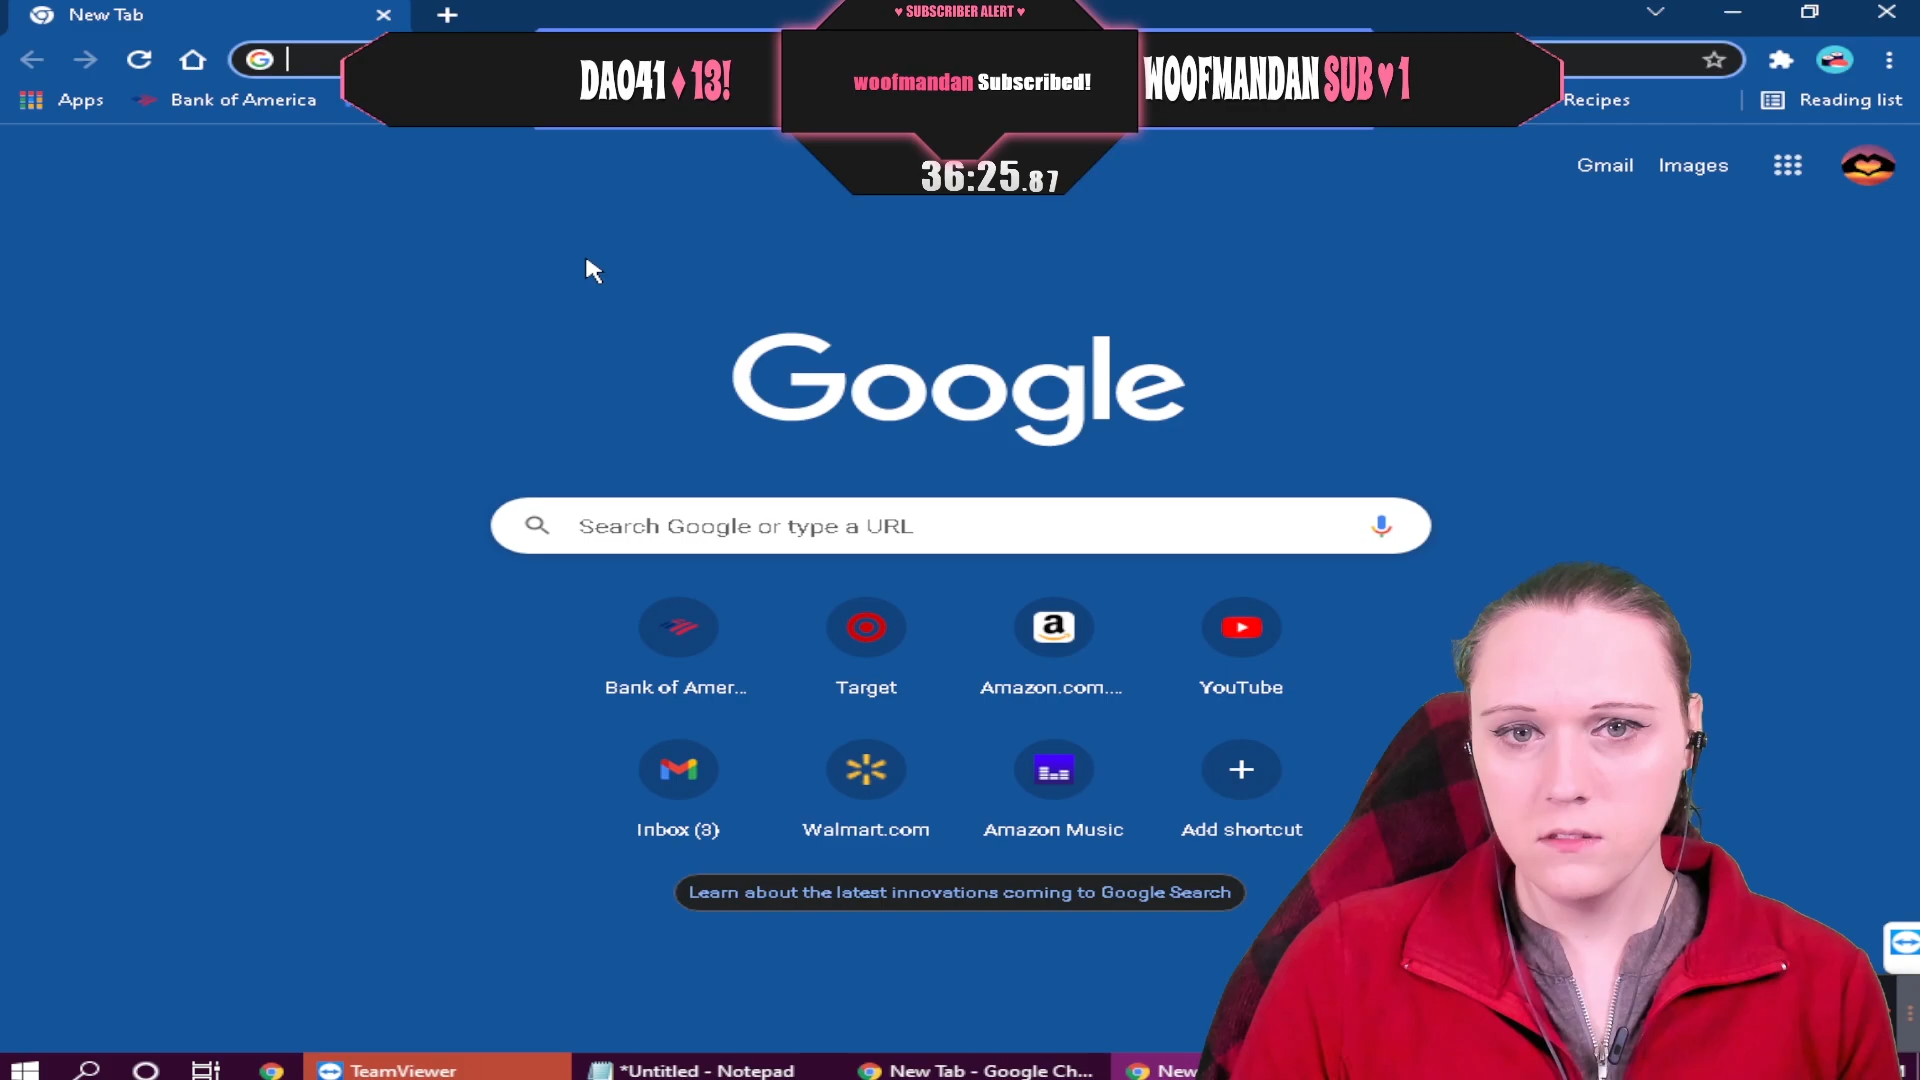 New Tab
♥ SUBSCRIBER ALERT ♥
DAO41 ♦ 13!
woofmandan Subscribed!
WOOFMANDAN SUB ♥ 1
Apps
Bank of America
Recipes
Reading list
36:25.87
Gmail
Images
Google
Search Google or type a URL
Bank of Amer...
Target
Amazon.com....
YouTube
Inbox (3)
Walmart.com
Amazon Music
Add shortcut
Learn about the latest innovations coming to Google Search
TeamViewer
*Untitled - Notepad
New Tab - Google Ch...
New